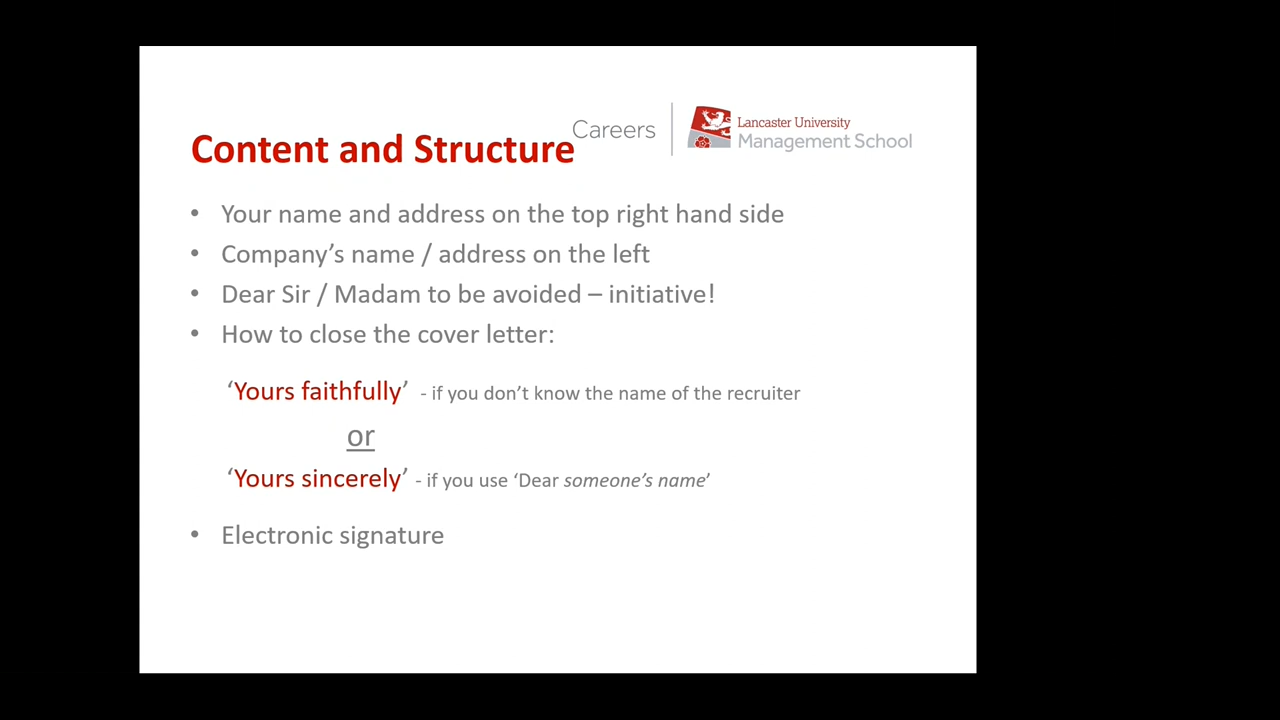 Careers
Lancaster University
Management School
Content and Structure
• Your name and address on the top right hand side
• Company’s name / address on the left
• Dear Sir / Madam to be avoided – initiative!
• How to close the cover letter:
‘Yours faithfully’ - if you don’t know the name of the recruiter
or
‘Yours sincerely’ - if you use ‘Dear someone’s name’
• Electronic signature